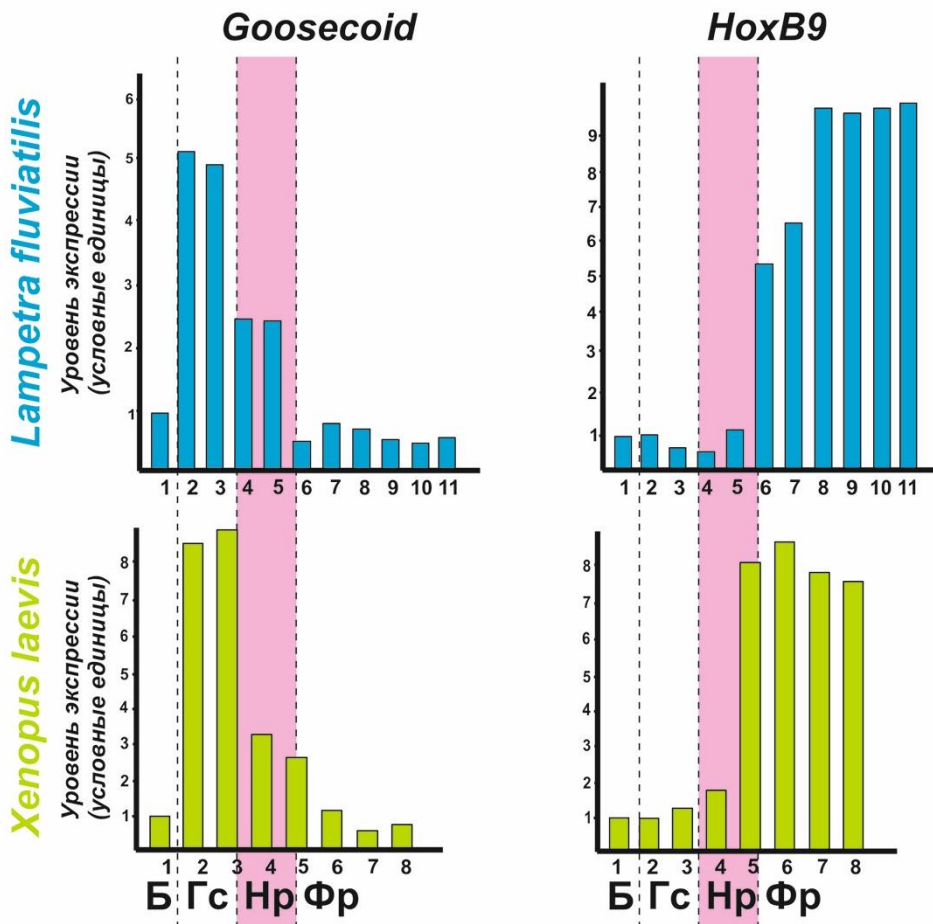 Goosecoid
HoxB9
Lampetra fluviatilis
Уровень экспрессии
(условные единицы)
6
5
4
3
2
1
1 2 3 4 5 6 7 8 9 10 11
9
8
7
6
5
4
3
2
1
1 2 3 4 5 6 7 8 9 10 11
Xenopus laevis
Уровень экспрессии
(условные единицы)
8
7
6
5
4
3
2
1
1 2 3 4 5 6 7 8
Б Гс Нр Фр
Уровень экспрессии
(условные единицы)
8
7
6
5
4
3
2
1
1 2 3 4 5 6 7 8
Б Гс Нр Фр